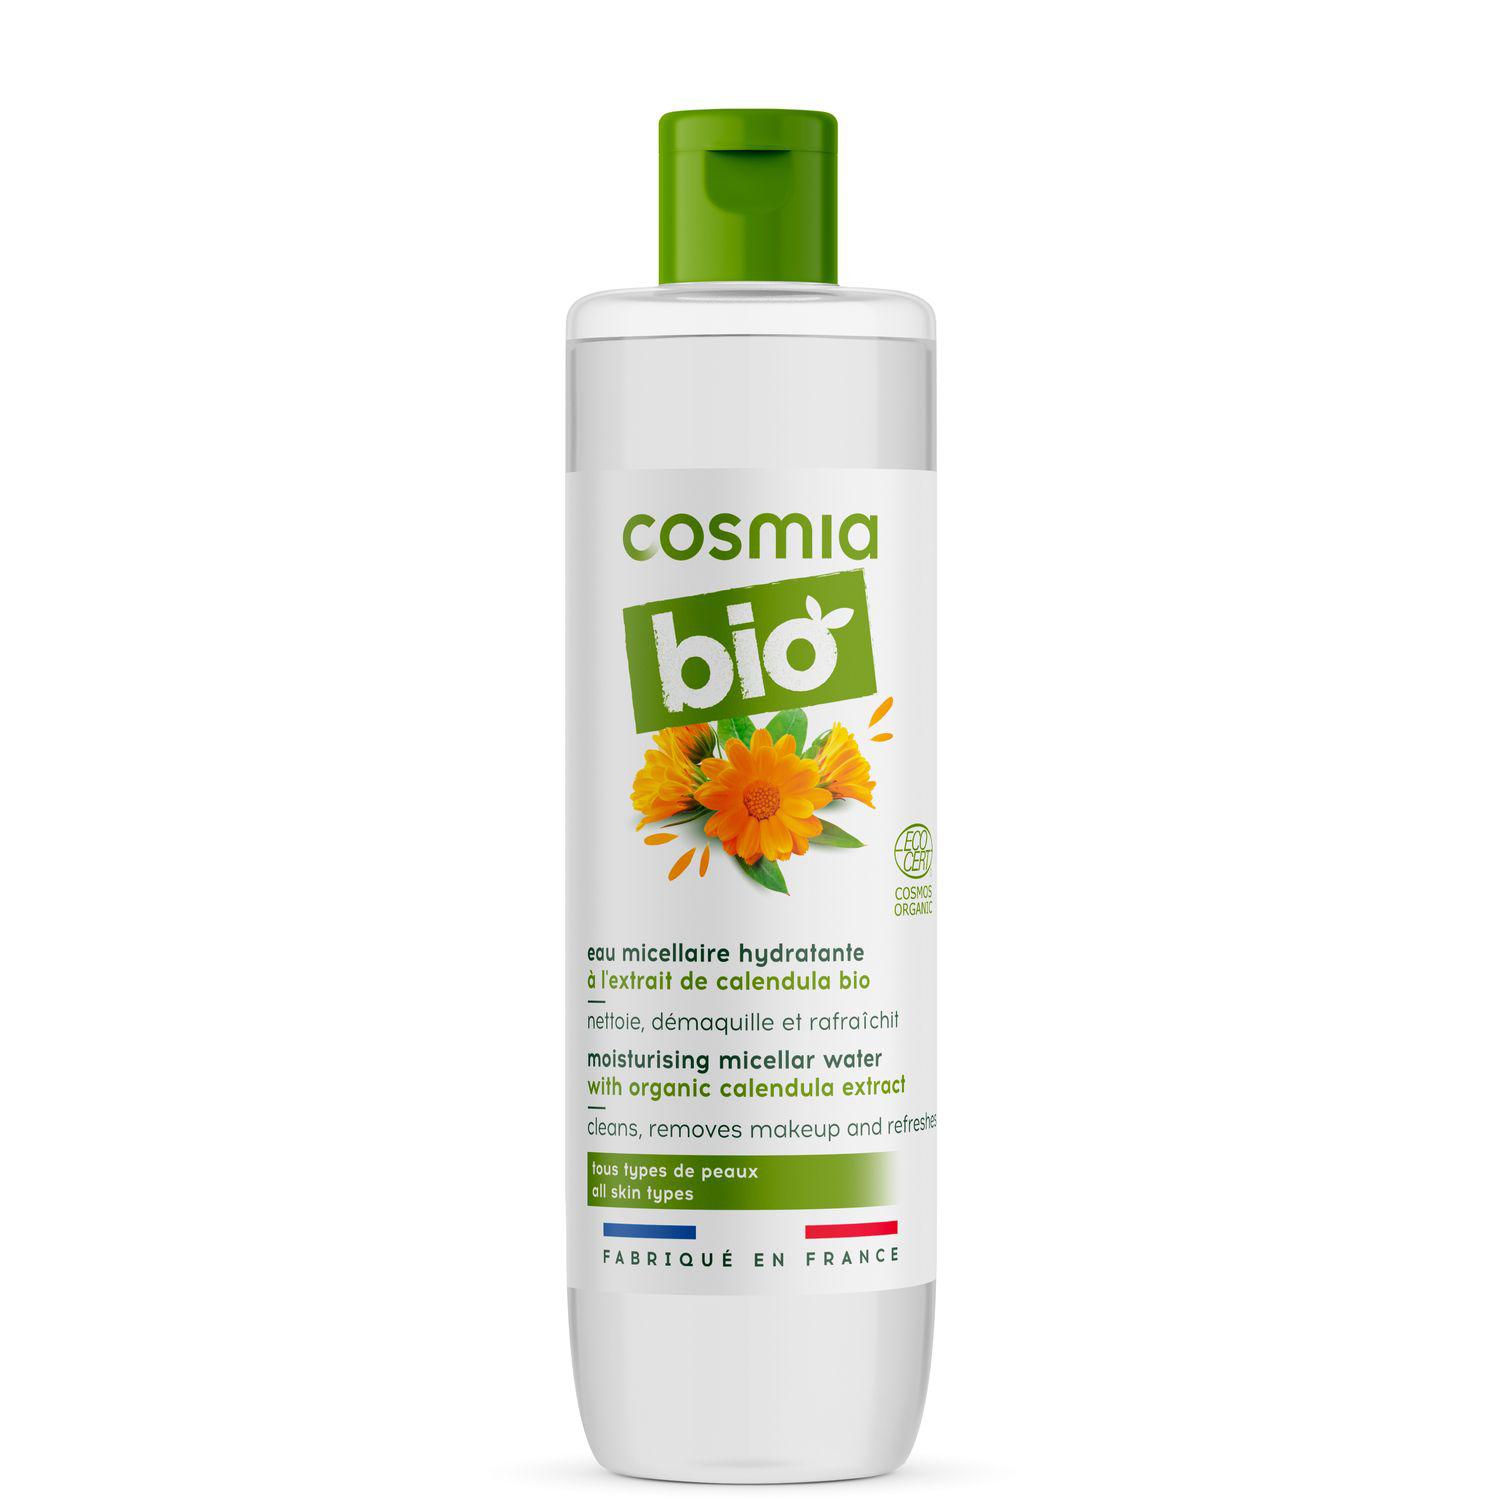 cosmia
bio
ECO
CERT
COSMOS
ORGANIC
eau micellaire hydratante
à l'extrait de calendula bio
nettoie, démaquille et rafraîchit
moisturising micellar water
with organic calendula extract
cleans, removes makeup and refreshes
tous types de peaux
all skin types
FABRIQUÉ EN FRANCE